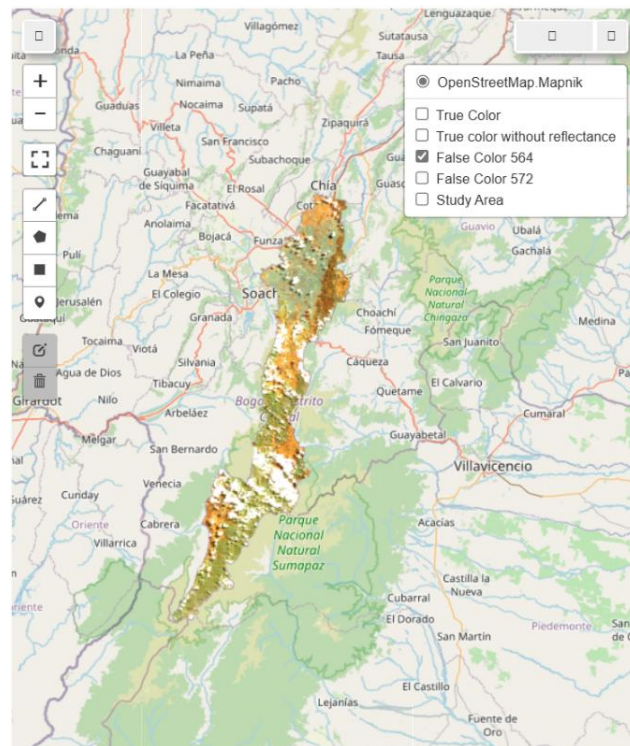 Villagómez
Lenguazaque
Sutatausa
Tausa
La Peña
Pacho
Nimaima
Guaduas
Nocaima
Supatá
Zipaquirá
Villeta
San Francisco
Chaguaní
Subachoque
Guayabal
de Síquima
El Rosal
Chía
Facatativá
Anolaima
Bojacá
Funza
Pulí
La Mesa
Jerusalén
El Colegio
Soach
Granada
Choachí
Fómeque
Tocaima
Viotá
Silvania
Cáqueza
Agua de Dios
Tibacuy
Girardot
Nilo
Arbeláez
Quetame
Melgar
San Bernardo
Guayabetal
Venecia
Suárez
Cunday
Cabrera
Oriente
Villarrica
Parque
Nacional
Natural
Sumapaz
OpenStreetMap.Mapnik
True Color
True color without reflectance
False Color 564
False Color 572
Study Area
Guavio
Ubalá
Gachalá
Parque
Nacional
Natural
Chingaza
Medina
San Juanito
El Calvario
Cumaral
Villavicencio
Acacías
Castilla la
Nueva
Cubarral
El Dorado
San Martín
Piedemonte
El Castillo
Lejanías
Fuente de
Oro